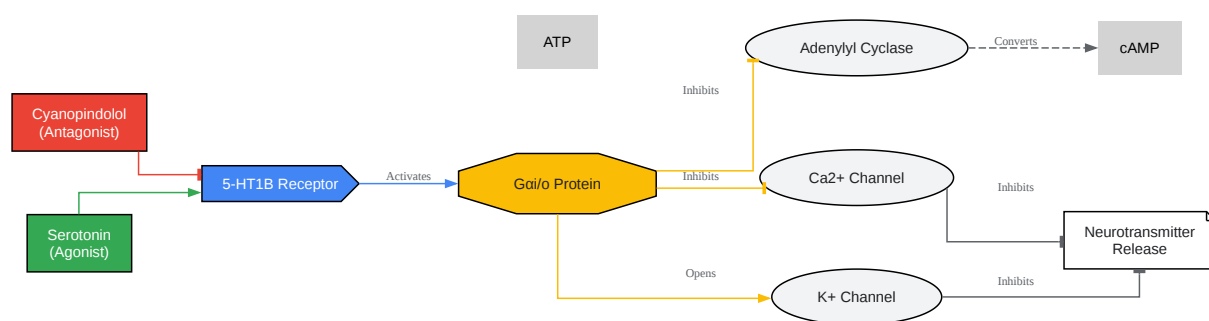 ATP
Adenylyl Cyclase
Converts
cAMP
Inhibits
Cyanopindolol
(Antagonist)
5-HT1B Receptor
Activates
Gαi/o Protein
Inhibits
Ca2+ Channel
Inhibits
Serotonin
(Agonist)
Neurotransmitter
Release
Opens
K+ Channel
Inhibits